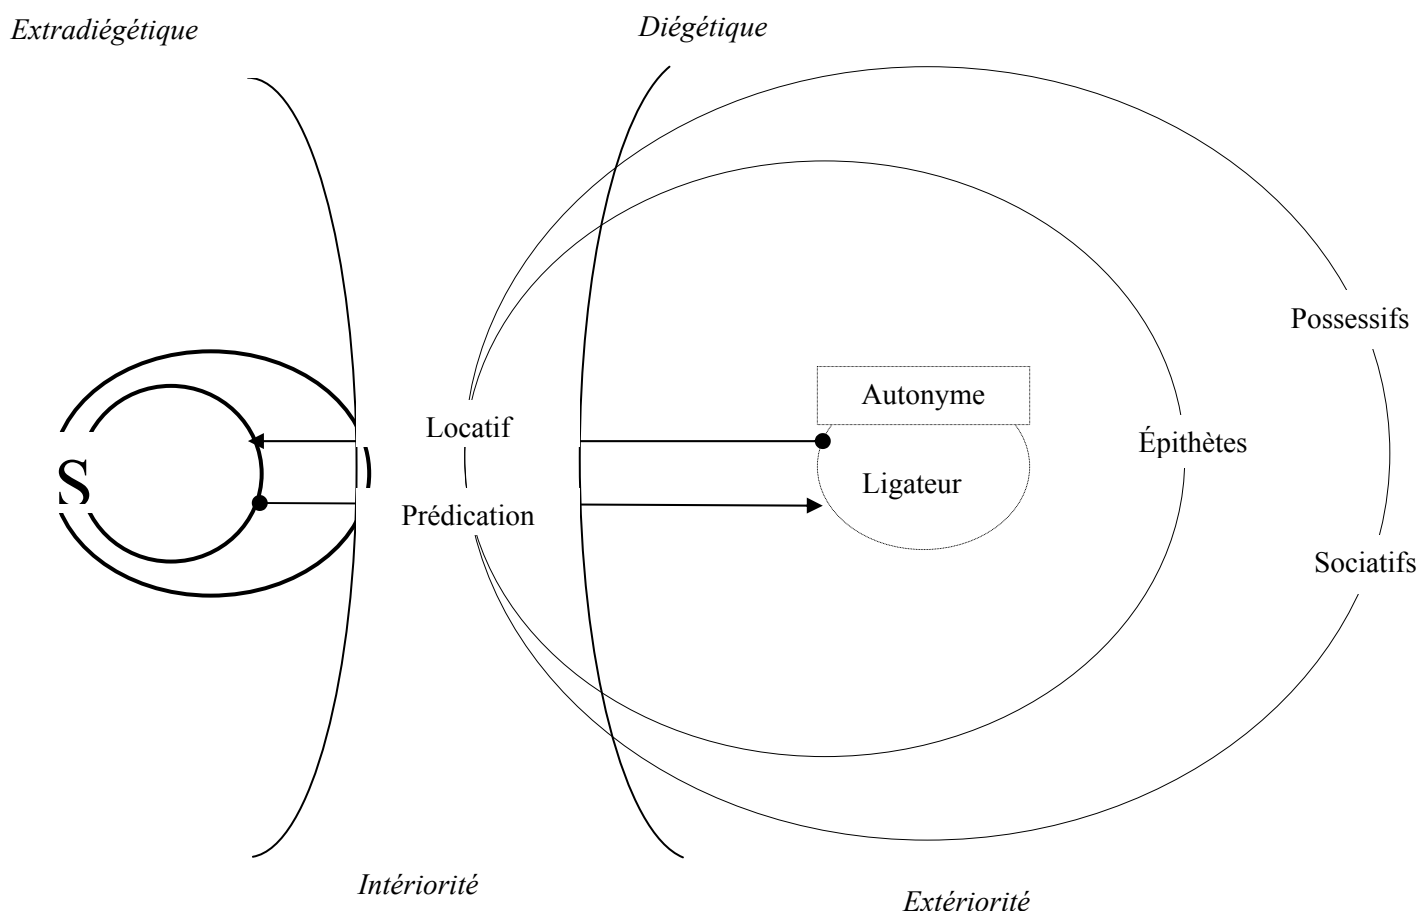 Extradiégétique
Diégétique
Possessifs
Autonyme
Locatif
Épithètes
S
Ligateur
Prédication
Sociatifs
Intériorité
Extériorité